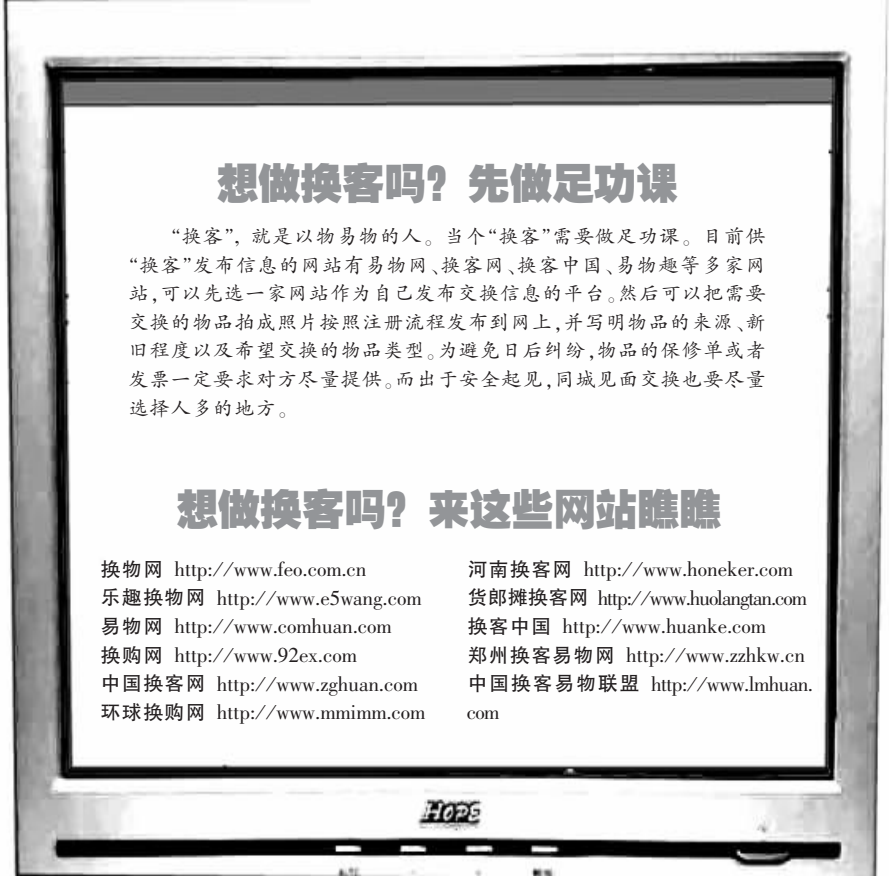 想做换客吗？先做足功课
“换客”，就是以物易物的人。当个“换客”需要做足功课。目前供
“换客”发布信息的网站有易物网、换客网、换客中国、易物趣等多家网
站，可以先选一家网站作为自己发布交换信息的平台。然后可以把需要
交换的物品拍成照片按照注册流程发布到网上，并写明物品的来源、新
旧程度以及希望交换的物品类型。为避免日后纠纷，物品的保修单或者
发票一定要求对方尽量提供。而出于安全起见，同城见面交换也要尽量
选择人多的地方。
想做换客吗？来这些网站瞧瞧
换物网 http://www.feo.com.cn
乐趣换物网 http://www.e5wang.com
易物网 http://www.comhuan.com
换购网 http://www.92ex.com
中国换客网 http://www.zghuan.com
环球换购网 http://www.mmimm.com
河南换客网 http://www.honeker.com
货郎摊换客网 http://www.huolangtan.com
换客中国 http://www.huanke.com
郑州换客易物网 http://www.zzhkw.cn
中国换客易物联盟 http://www.lmhuan.
com
HOPE